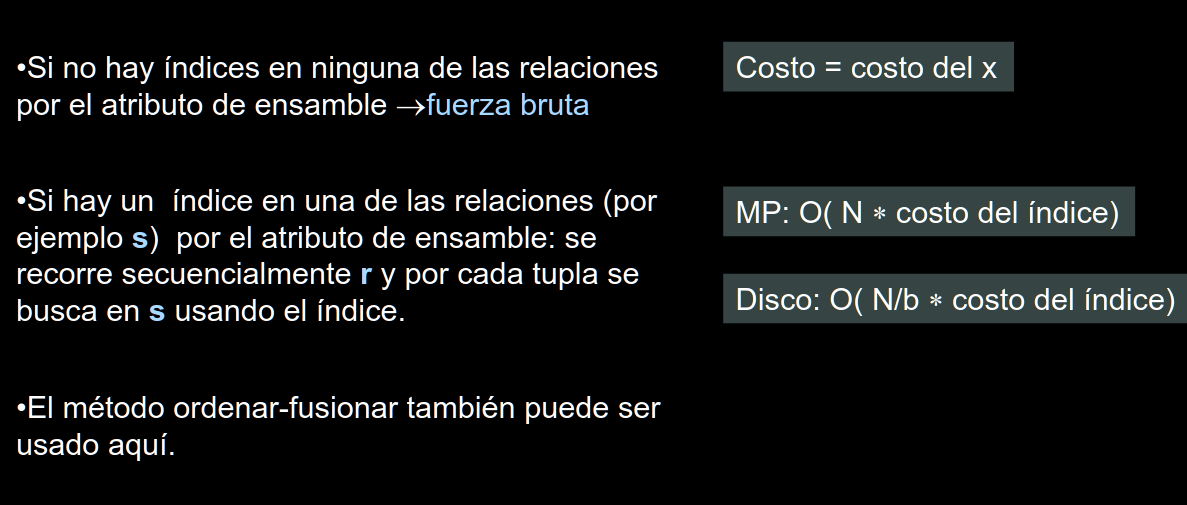 •Si no hay índices en ninguna de las relaciones
por el atributo de ensamble →fuerza bruta
Costo = costo del x
•Si hay un índice en una de las relaciones (por
ejemplo s) por el atributo de ensamble: se
recorre secuencialmente r y por cada tupla se
busca en s usando el índice.
MP: O( N ∗ costo del índice)
Disco: O( N/b ∗ costo del índice)
•El método ordenar-fusionar también puede ser
usado aquí.